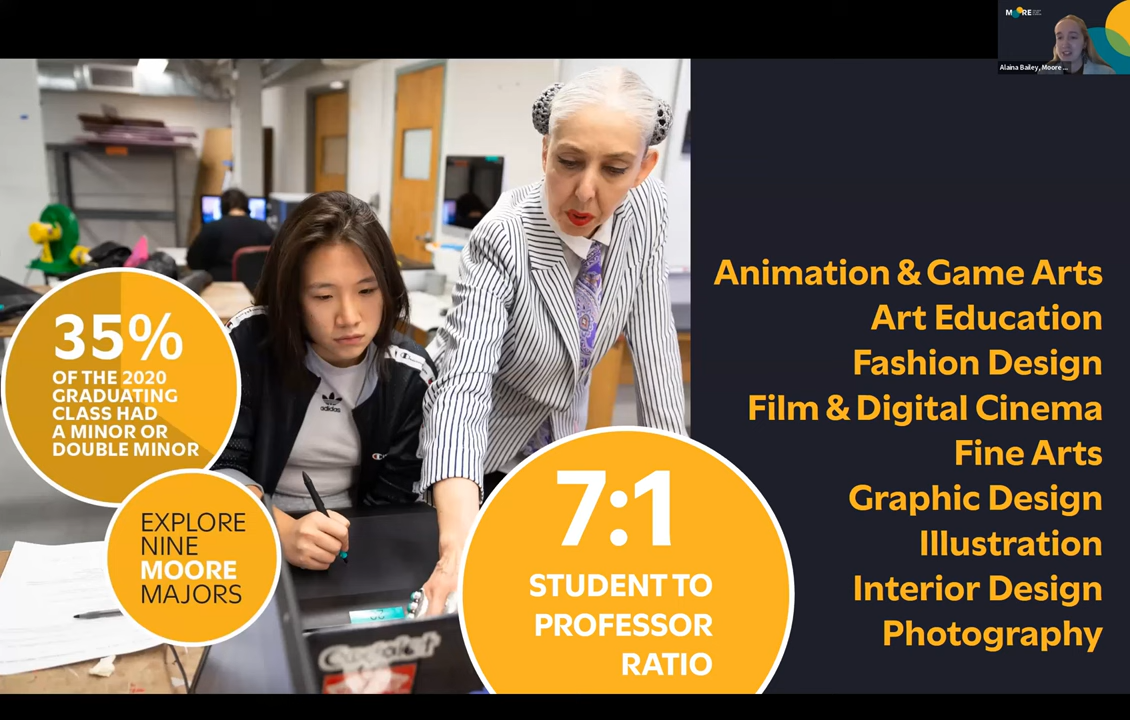 MOORE
Alaina Bailey, Moore ...
35%
OF THE 2020
GRADUATING
CLASS HAD
A MINOR OR
DOUBLE MINOR
EXPLORE
NINE
MOORE
MAJORS
adidas
7:1
STUDENT TO
PROFESSOR
RATIO
Animation & Game Arts
Art Education
Fashion Design
Film & Digital Cinema
Fine Arts
Graphic Design
Illustration
Interior Design
Photography